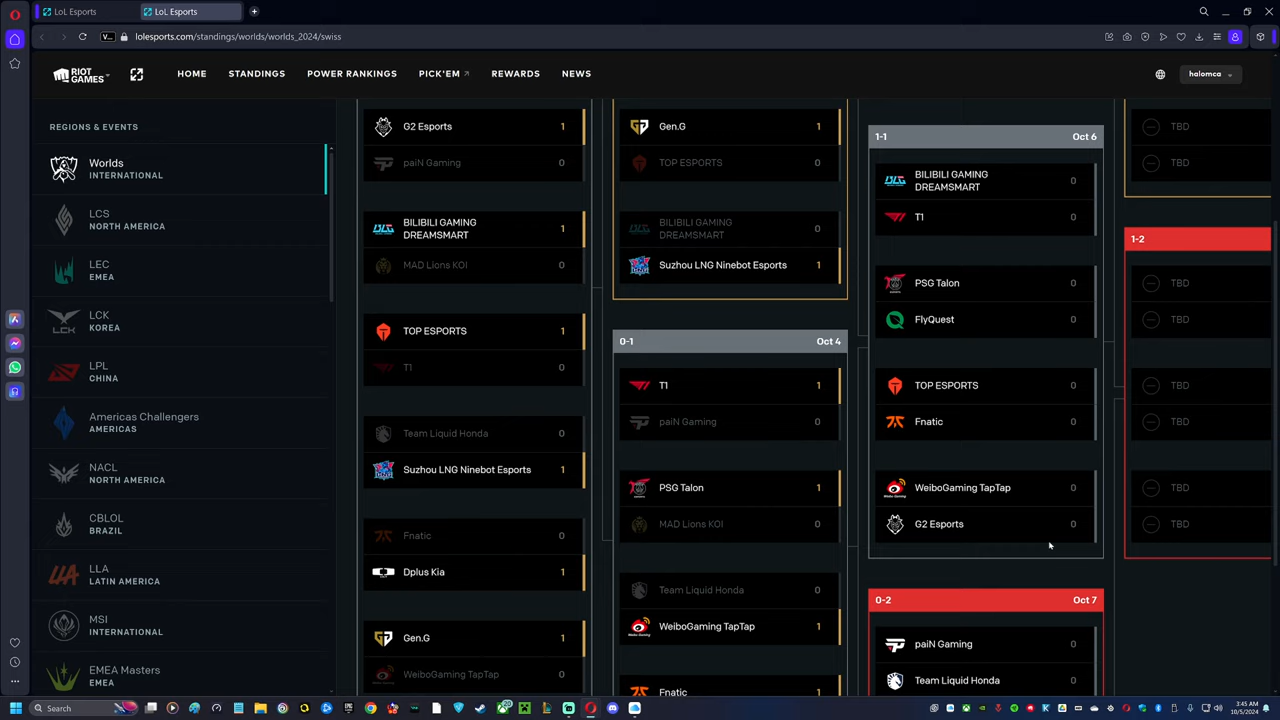 LoL Esports
LoL Esports
lolesports.com/standings/worlds/worlds_2024/swiss
RIOT GAMES
HOME
STANDINGS
POWER RANKINGS
PICK'EM
REWARDS
NEWS
halomca
REGIONS & EVENTS
Worlds
INTERNATIONAL
LCS
NORTH AMERICA
LEC
EMEA
LCK
KOREA
LPL
CHINA
Americas Challengers
AMERICAS
NACL
NORTH AMERICA
CBLOL
BRAZIL
LLA
LATIN AMERICA
MSI
INTERNATIONAL
EMEA Masters
EMEA
G2 Esports 1
paiN Gaming 0
BILIBILI GAMING
DREAMSMART 1
MAD Lions KOI 0
TOP ESPORTS 1
T1 0
Team Liquid Honda 0
Suzhou LNG Ninebot Esports 1
Fnatic 0
Dplus Kia 1
Gen.G 1
WeiboGaming TapTap 0
Gen.G 1
TOP ESPORTS 0
BILIBILI GAMING
DREAMSMART 0
Suzhou LNG Ninebot Esports 1
0-1 Oct 4
T1 1
paiN Gaming 0
PSG Talon 1
MAD Lions KOI 0
Team Liquid Honda 0
WeiboGaming TapTap 1
Fnatic 1
1-1 Oct 6
BILIBILI GAMING
DREAMSMART 0
T1 0
PSG Talon 0
FlyQuest 0
TOP ESPORTS 0
Fnatic 0
WeiboGaming TapTap 0
G2 Esports 0
0-2 Oct 7
paiN Gaming 0
Team Liquid Honda 0
TBD
TBD
1-2
TBD
TBD
TBD
TBD
TBD
TBD
Search
3:45 AM
10/5/2024